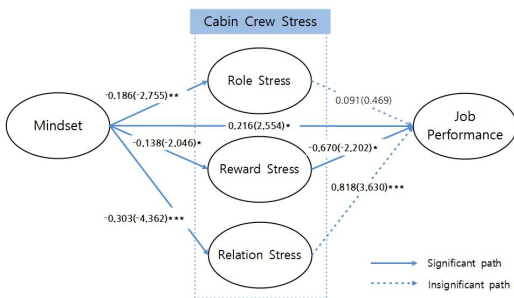 Cabin Crew Stress
Role Stress
-0,186(-2,755)**
0.091(0.469)
Mindset
0,216(2,554)*
Job
Performance
-0,138(-2,046)*
-0,670(-2,202)*
Reward Stress
0,818(3,630)***
-0,303(-4,362)***
Relation Stress
Significant path
Insignificant path